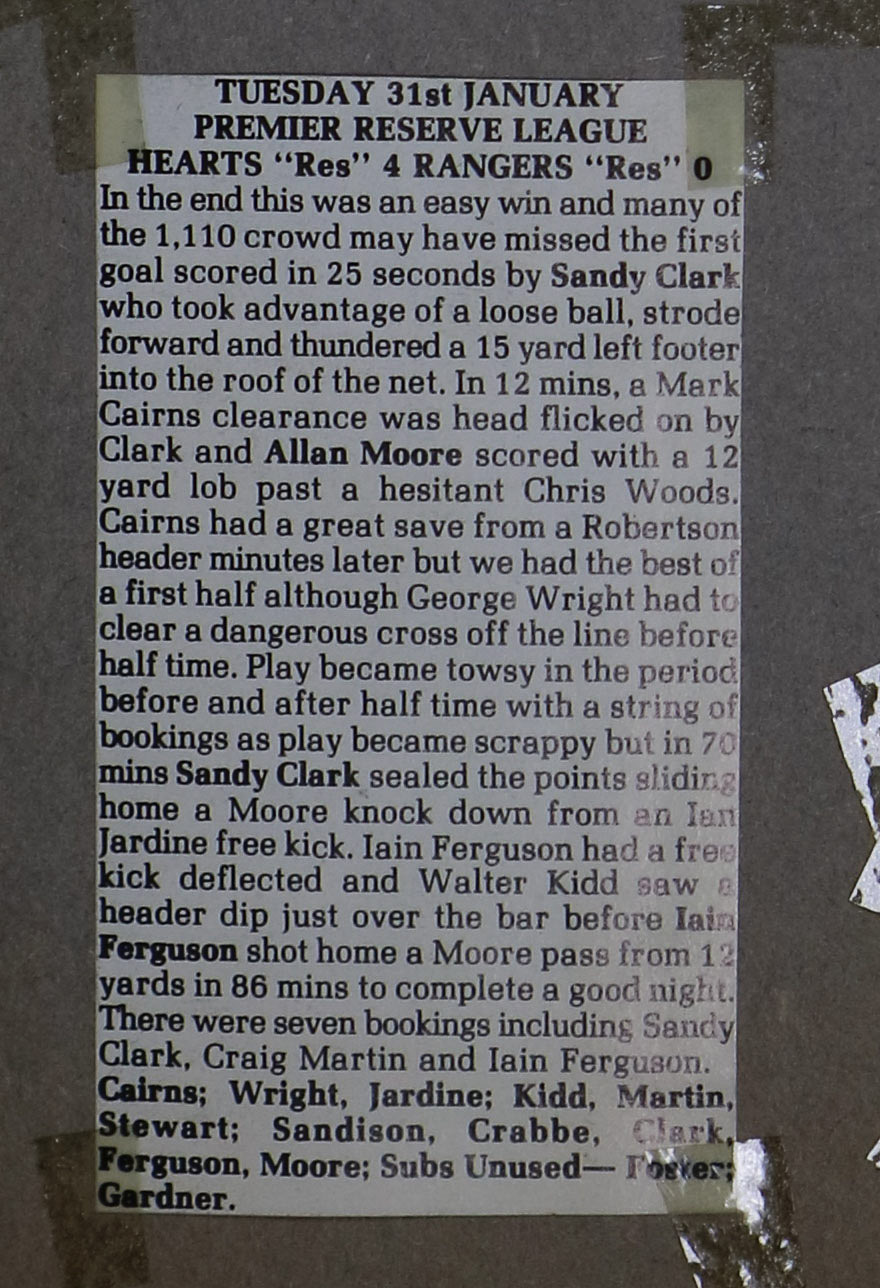 TUESDAY 31st JANUARY
PREMIER RESERVE LEAGUE
HEARTS "Res" 4 RANGERS "Res" 0
In the end this was an easy win and many of
the 1,110 crowd may have missed the first
goal scored in 25 seconds by Sandy Clark
who took advantage of a loose ball, strode
forward and thundered a 15 yard left footer
into the roof of the net. In 12 mins, a Mark
Cairns clearance was head flicked on by
Clark and Allan Moore scored with a 12
yard lob past a hesitant Chris Woods.
Cairns had a great save from a Robertson
header minutes later but we had the best of
a first half although George Wright had to
clear a dangerous cross off the line before
half time. Play became towsy in the period
before and after half time with a string of
bookings as play became scrappy but in 70
mins Sandy Clark sealed the points sliding
home a Moore knock down from an Ian
Jardine free kick. Iain Ferguson had a free
kick deflected and Walter Kidd saw a
header dip just over the bar before Iain
Ferguson shot home a Moore pass from 12
yards in 86 mins to complete a good night.
There were seven bookings including Sandy
Clark, Craig Martin and Iain Ferguson.
Cairns; Wright, Jardine; Kidd, Martin,
Stewart; Sandison, Crabbe, Clark,
Ferguson, Moore; Subs Unused— Foster;
Gardner.